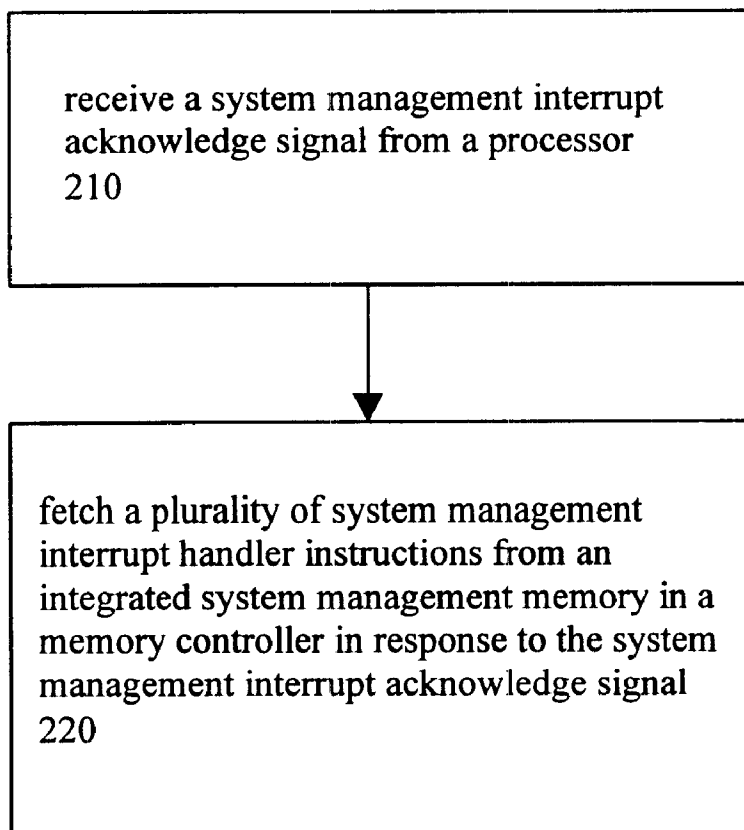 receive a system management interrupt
acknowledge signal from a processor
210
fetch a plurality of system management
interrupt handler instructions from an
integrated system management memory in a
memory controller in response to the system
management interrupt acknowledge signal
220